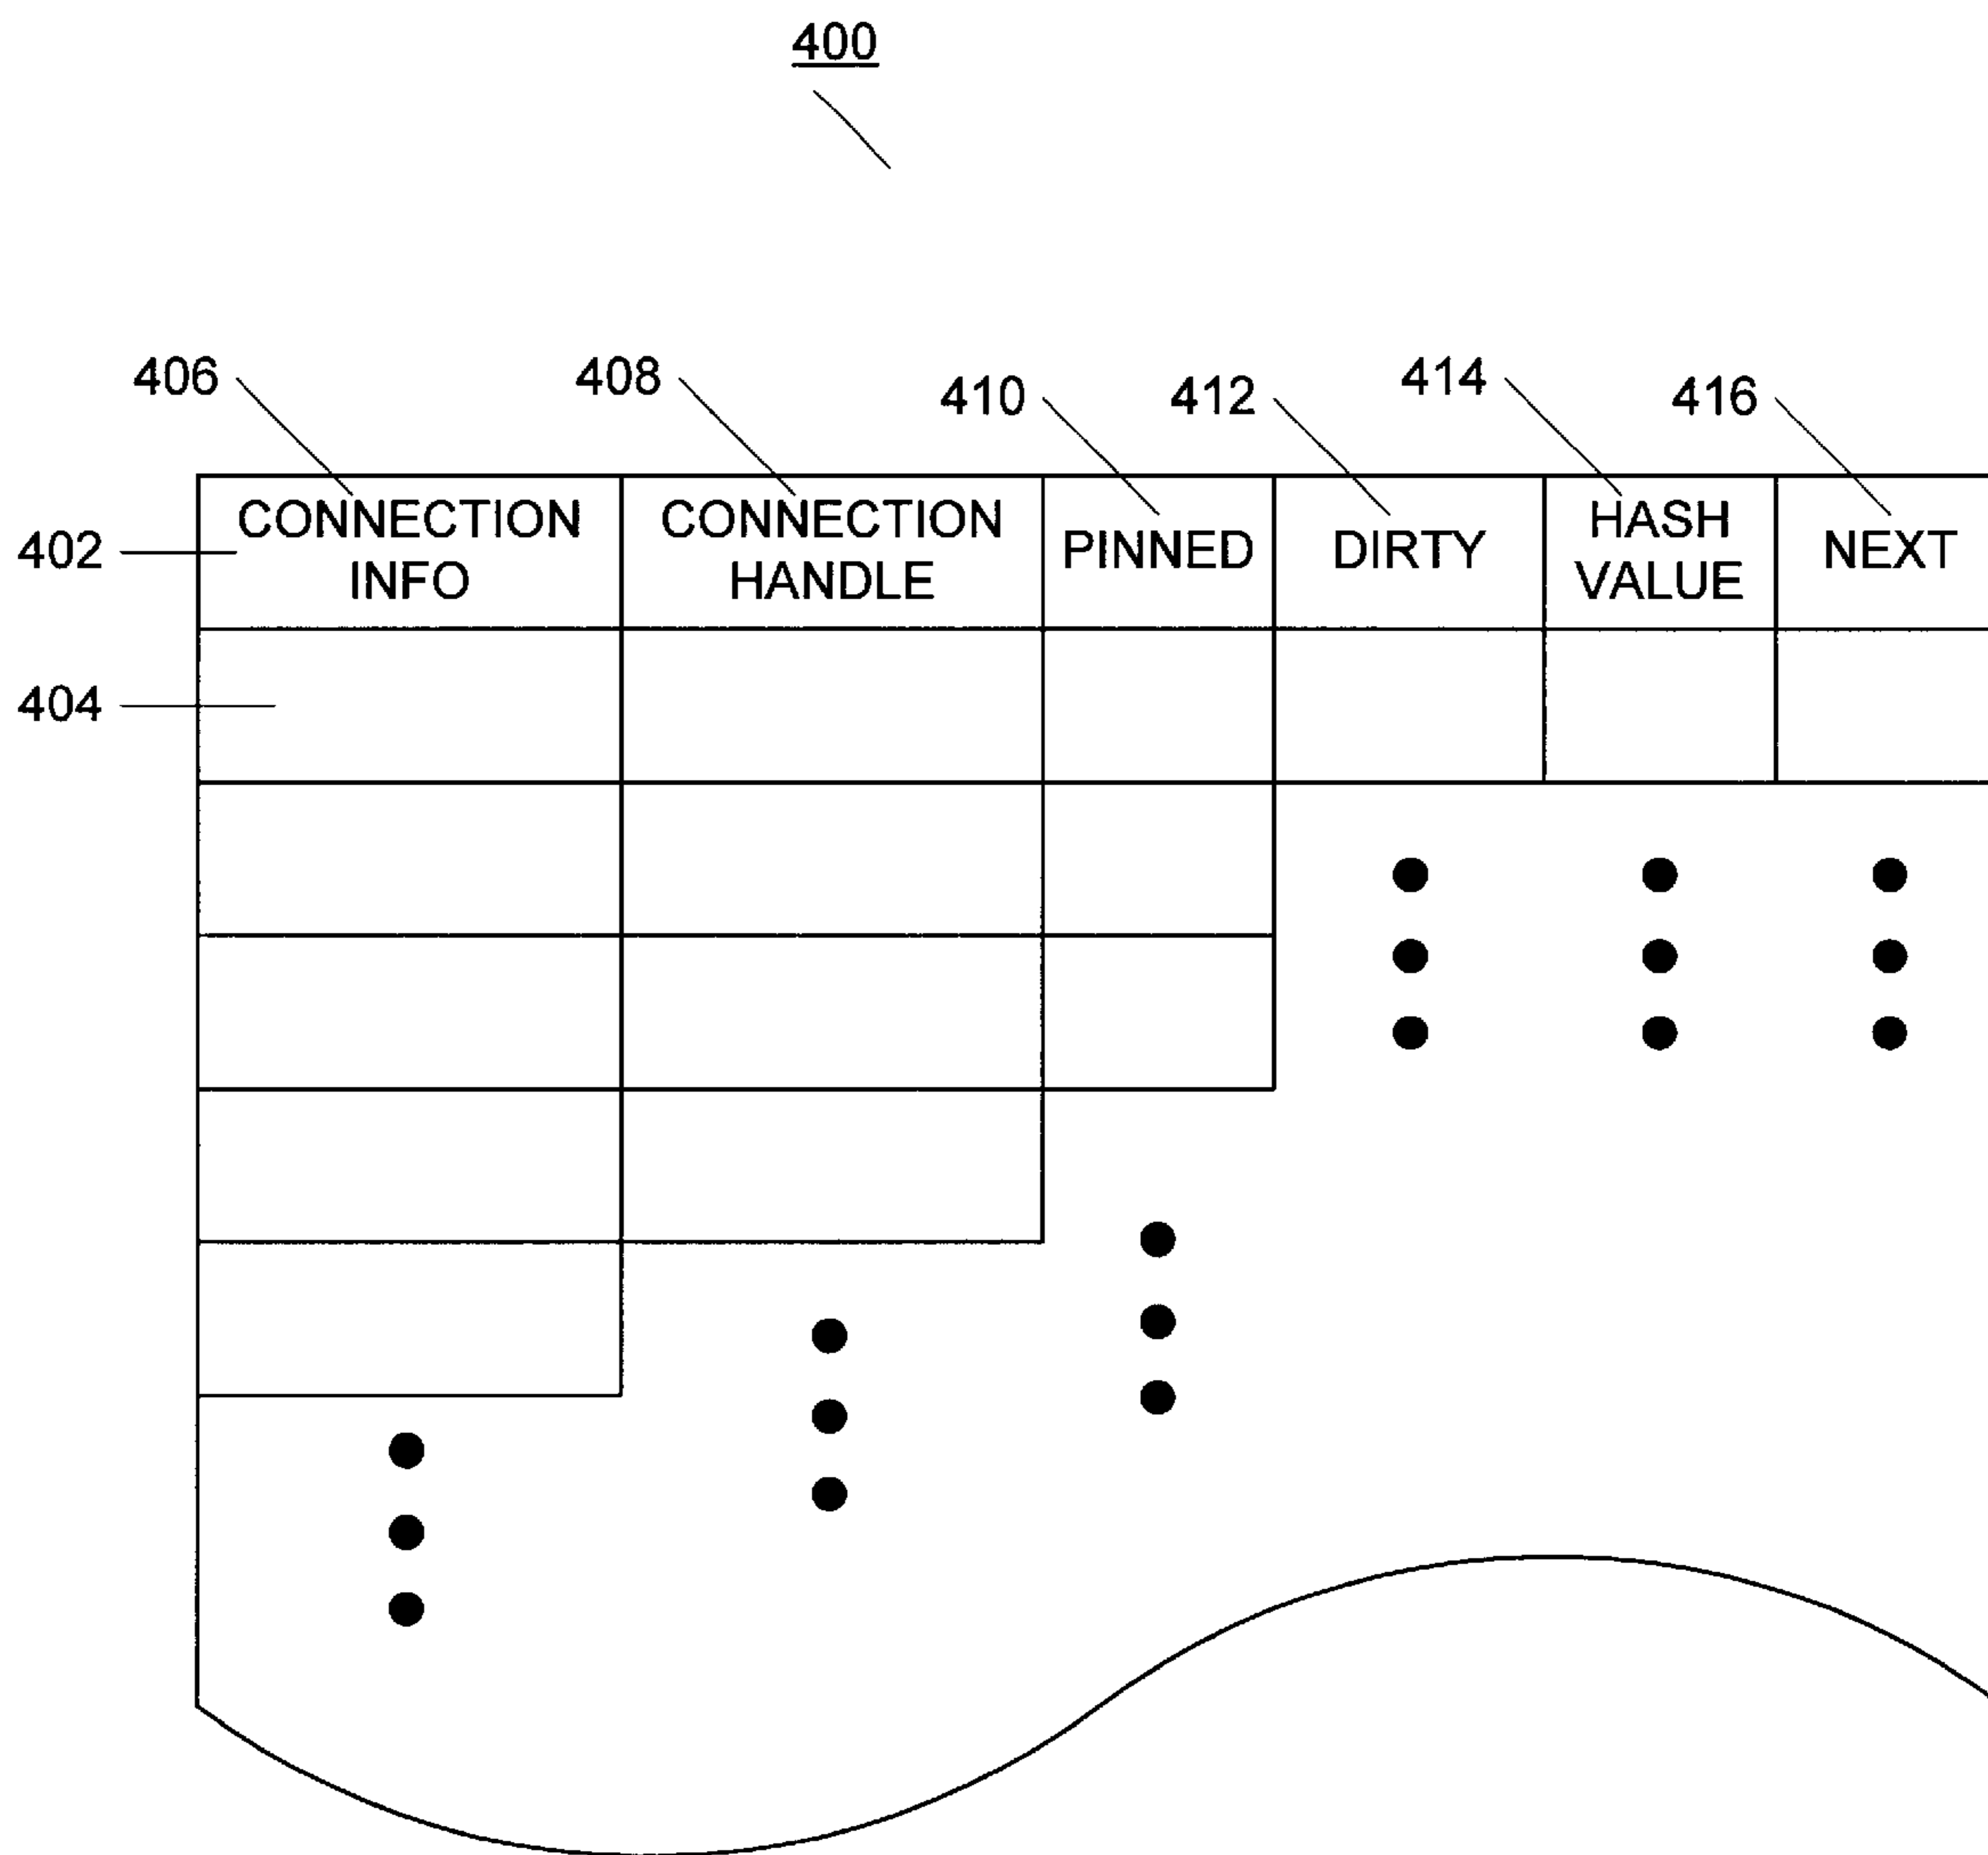 400
406
408
410
412
414
416
402
CONNECTION
INFO
CONNECTION
HANDLE
PINNED
DIRTY
HASH
VALUE
NEXT
404